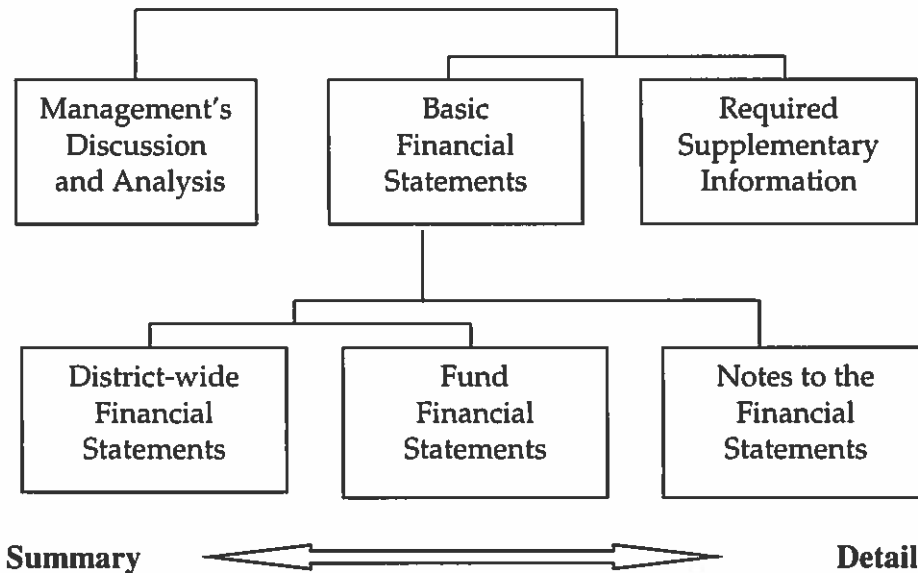 Management's
Discussion
and Analysis
Basic
Financial
Statements
Required
Supplementary
Information
District-wide
Financial
Statements
Fund
Financial
Statements
Notes to the
Financial
Statements
Summary
Detail